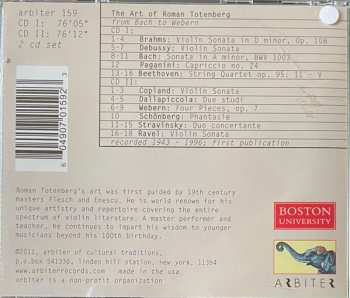 arbiter 159
CD I: 76'05"
CD II: 76'12"
2 cd set
6 04907 01592 3
The Art of Roman Totenberg
from Bach to Webern
CD I:
1-4 Brahms: Violin Sonata in D minor, Op. 108
5-7 Debussy: Violin Sonata
8-11 Bach: Sonata in A minor, BWV 1003
12 Paganini: Capriccio no. 24
13-16 Beethoven: String Quartet op. 95: II - V
CD II:
1-3 Copland: Violin Sonata
4-5 Dallapiccola: Due studi
6-9 Webern: Four Pieces, op. 7
10 Schönberg: Phantasie
11-15 Stravinsky: Duo concertante
16-18 Ravel: Violin Sonata
recorded 1943 - 1996; first publication
Roman Totenberg's art was first guided by 19th century
masters Flesch and Enescu. He is world renown for his
unique artistry and repertoire covering the entire
spectrum of violin literature. A master performer and
teacher, he continues to impart his wisdom to younger
musicians beyond his 100th birthday.
BOSTON
UNIVERSITY
©2011, arbiter of cultural traditions,
p.o.box 541230, linden hill station, new york, 11354
www.arbiterrecords.com made in the usa
arbiter is a non-profit organization
ARBITER